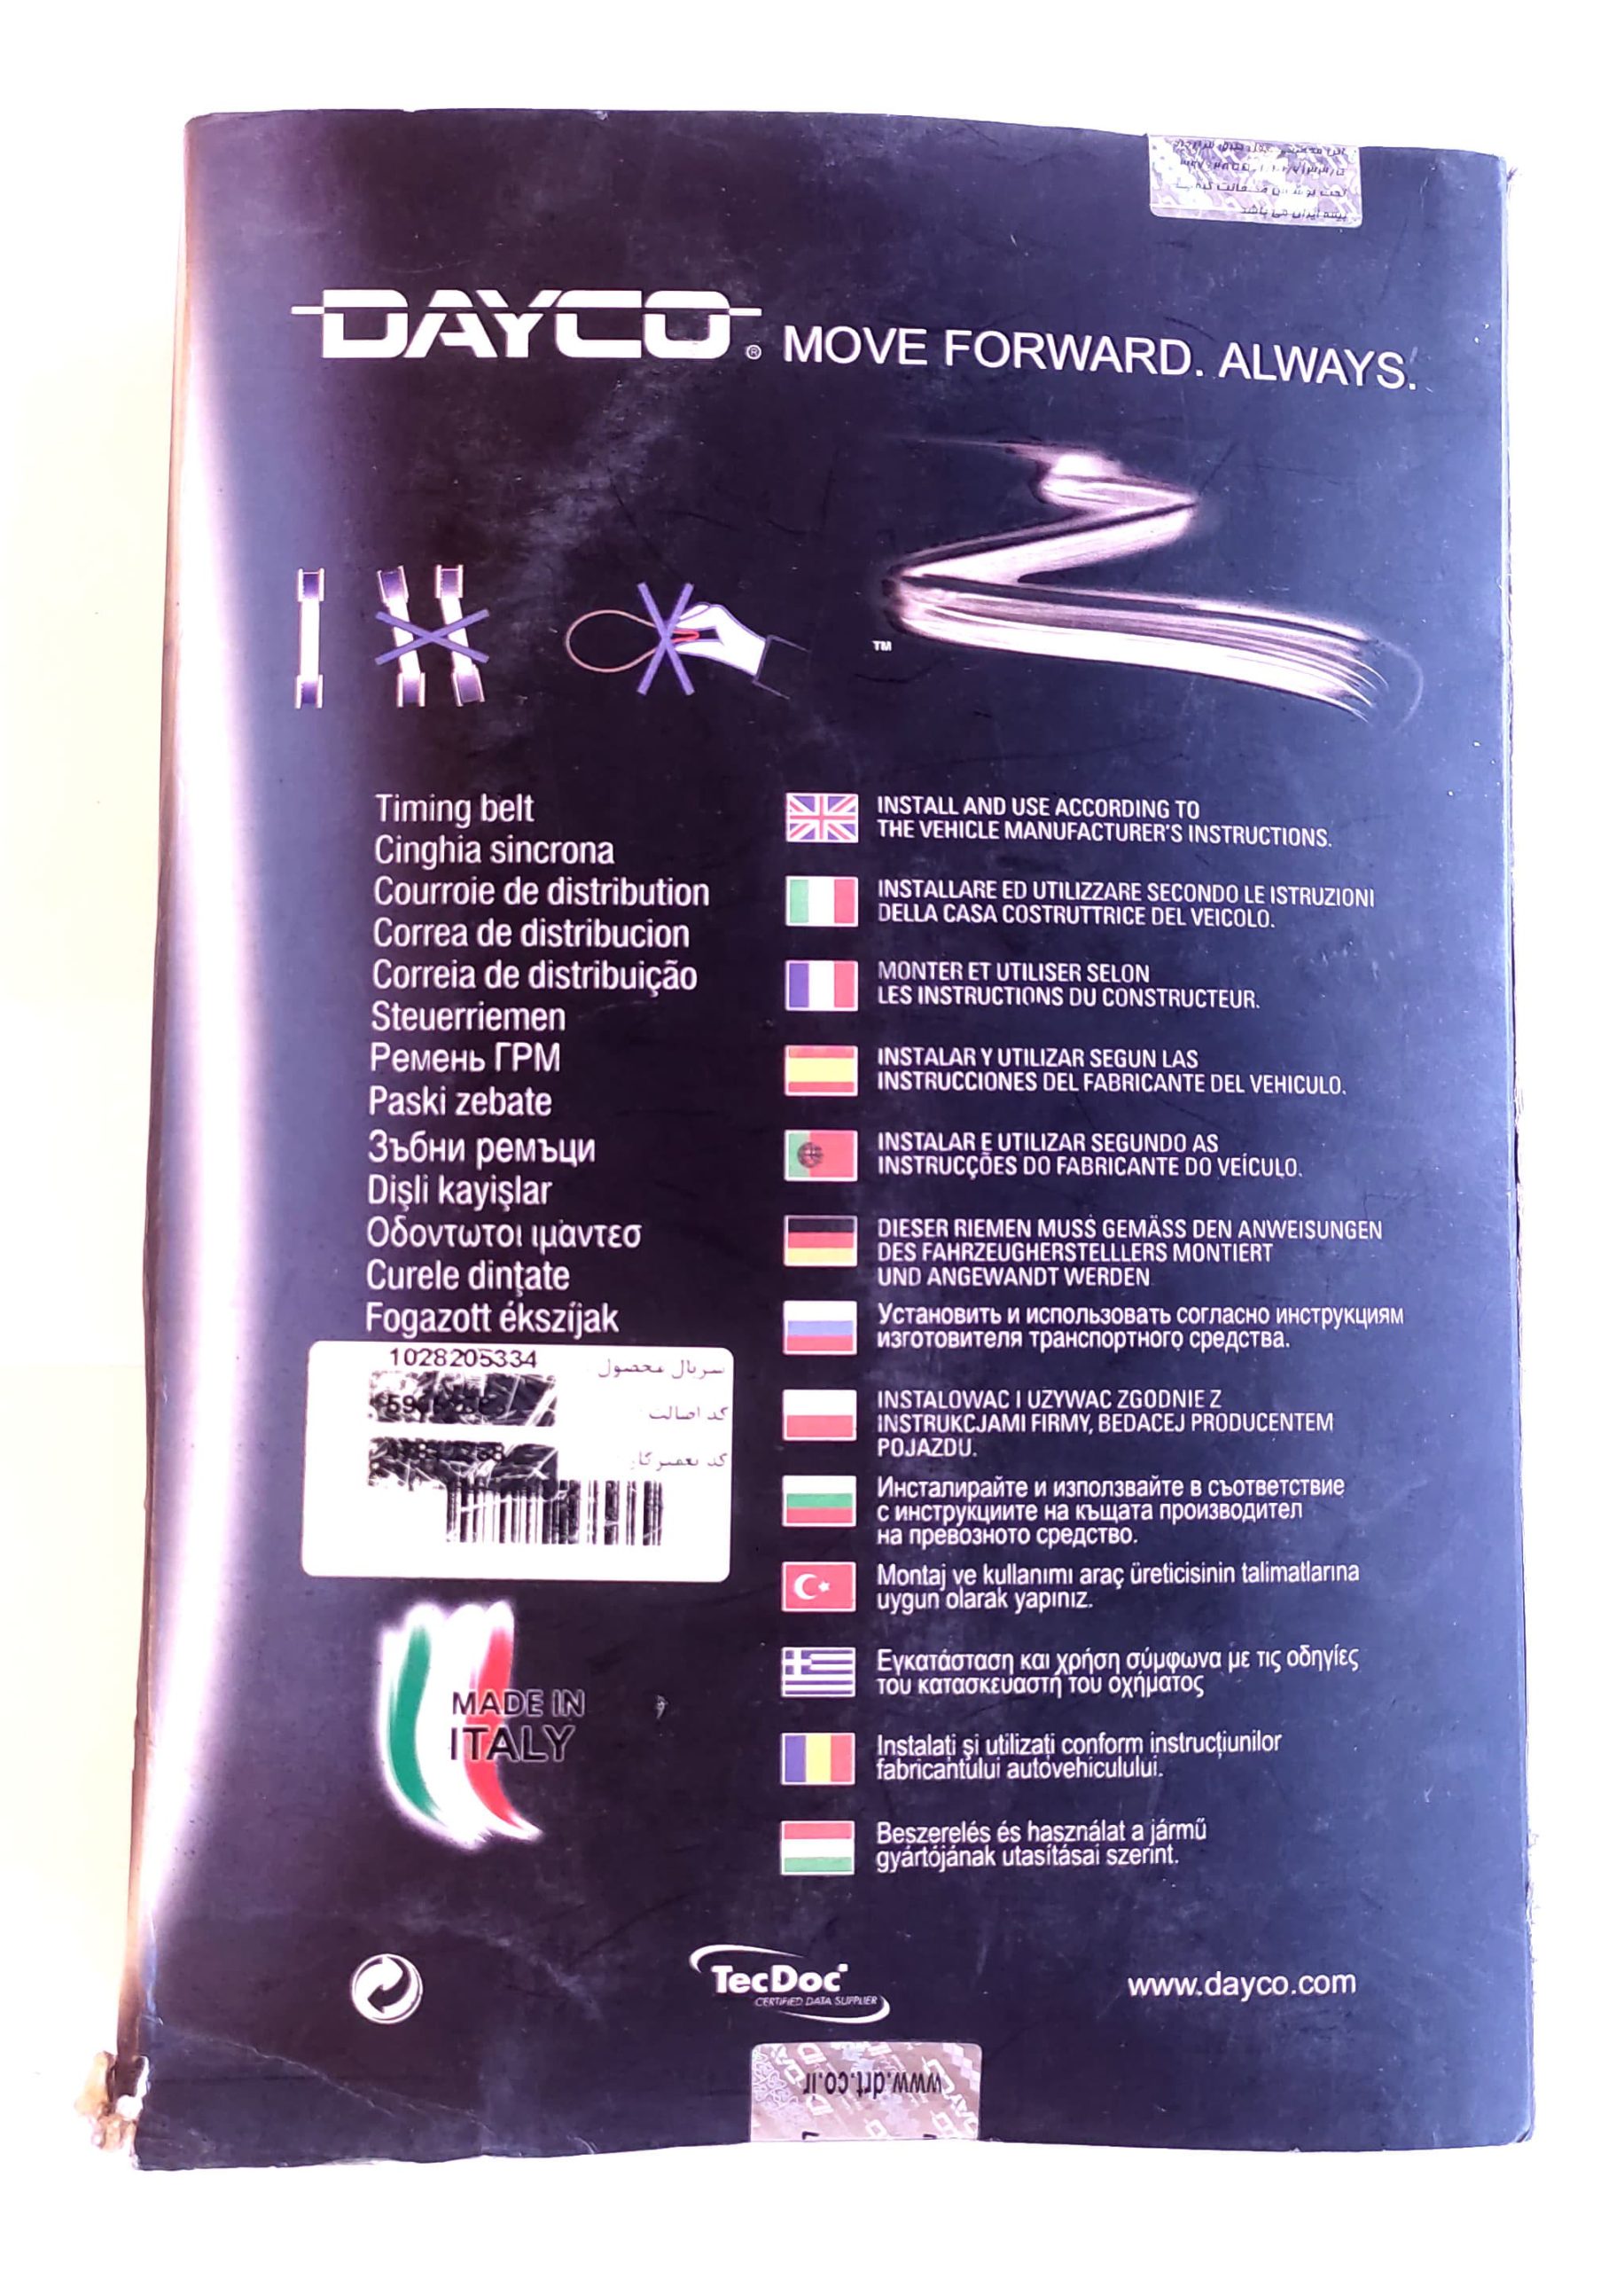 DAYCO® MOVE FORWARD. ALWAYS.
TM
Timing belt
Cinghia sincrona
Courroie de distribution
Correa de distribucion
Correia de distribuição
Steuerriemen
Ремень ГРМ
Paski zebate
Зъбни ремъци
Dişli kayişlar
Οδοντωτοι ιμαντεσ
Curele dințate
Fogazott ékszíjak
1028205334 سریال محصول
کد اصالت
کد تعمیرکار
MADE IN
ITALY
INSTALL AND USE ACCORDING TO
THE VEHICLE MANUFACTURER'S INSTRUCTIONS.
INSTALLARE ED UTILIZZARE SECONDO LE ISTRUZIONI
DELLA CASA COSTRUTTRICE DEL VEICOLO.
MONTER ET UTILISER SELON
LES INSTRUCTIONS DU CONSTRUCTEUR.
INSTALAR Y UTILIZAR SEGUN LAS
INSTRUCCIONES DEL FABRICANTE DEL VEHICULO.
INSTALAR E UTILIZAR SEGUNDO AS
INSTRUCÇÕES DO FABRICANTE DO VEÍCULO.
DIESER RIEMEN MUSS GEMÄSS DEN ANWEISUNGEN
DES FAHRZEUGHERSTELLLERS MONTIERT
UND ANGEWANDT WERDEN
Установить и использовать согласно инструкциям
изготовителя транспортного средства.
INSTALOWAC I UZYWAC ZGODNIE Z
INSTRUKCJAMI FIRMY, BEDACEJ PRODUCENTEM
POJAZDU.
Инсталирайте и използвайте в съответствие
с инструкциите на къщата производител
на превозното средство.
Montaj ve kullanımı araç üreticisinin talimatlarına
uygun olarak yapınız.
Εγκατάσταση και χρήση σύμφωνα με τις οδηγίες
του κατασκευαστή του οχήματος
Instalați și utilizați conform instrucțiunilor
fabricantului autovehiculului.
Beszerelés és használat a jármű
gyártójának utasításai szerint.
TecDoc
CERTIFIED DATA SUPPLIER
www.dayco.com
www.drt.co.ir